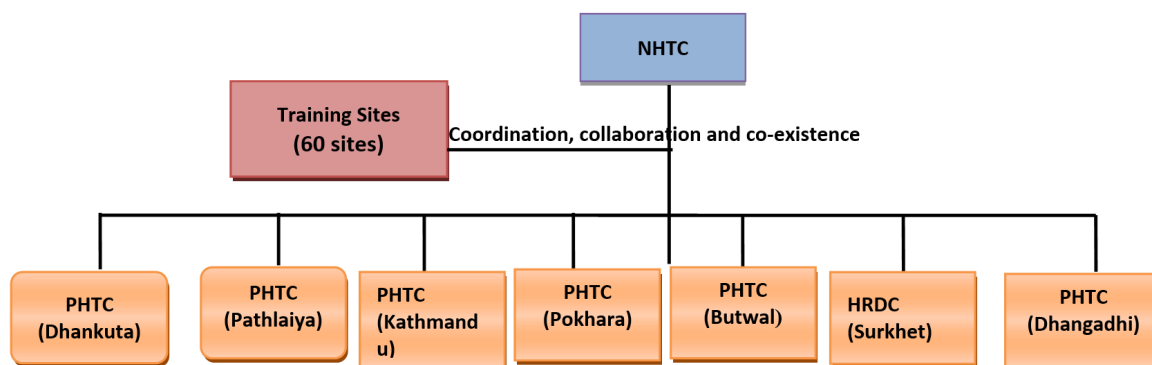 NHTC
Training Sites
(60 sites)
Coordination, collaboration and co-existence
PHTC
(Dhankuta)
PHTC
(Pathlaiya)
PHTC
(Kathmand
u)
PHTC
(Pokhara)
PHTC
(Butwal)
HRDC
(Surkhet)
PHTC
(Dhangadhi)